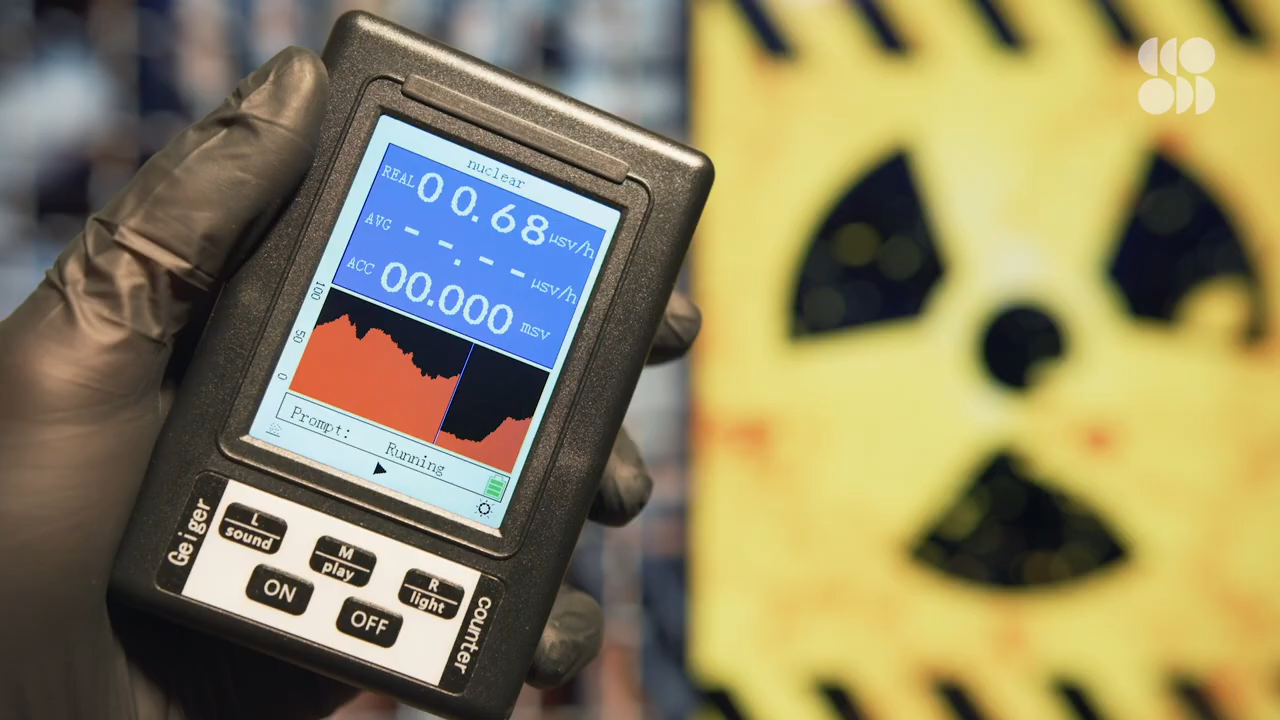 nuclear
REAL 00.68 μsv/h
AVG --.-- μsv/h
ACC 00.000 msv
100
50
0
Prompt: Running
Geiger
L
sound
M
play
R
light
ON
OFF
counter